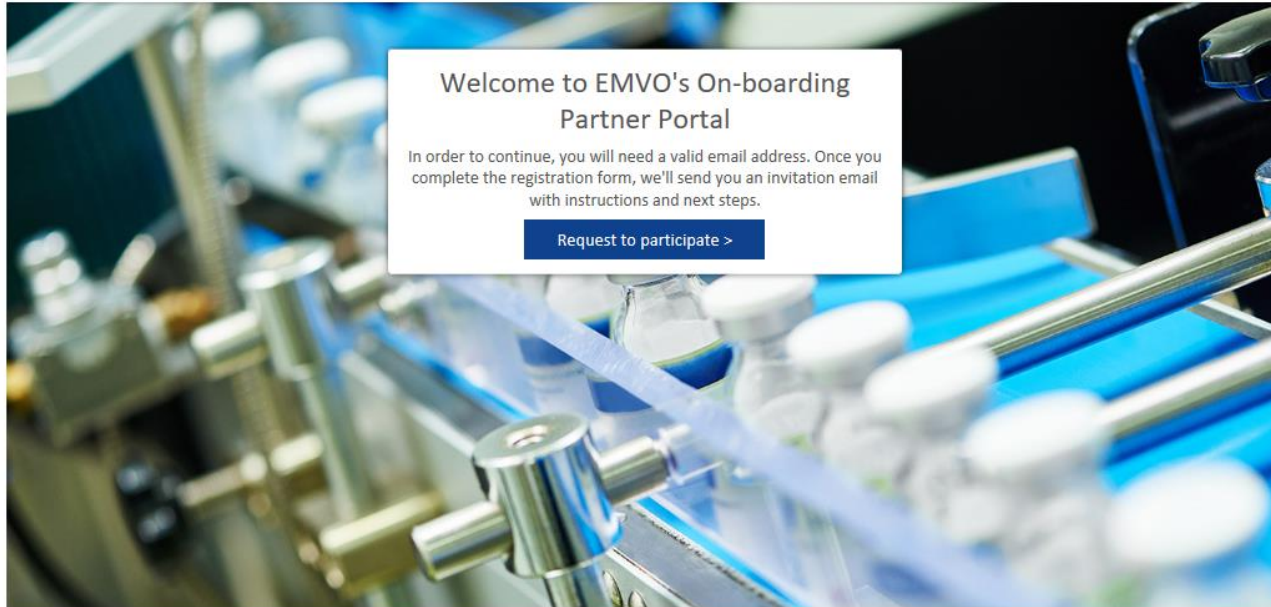 Welcome to EMVO's On-boarding
Partner Portal
In order to continue, you will need a valid email address. Once you
complete the registration form, we'll send you an invitation email
with instructions and next steps.
Request to participate >